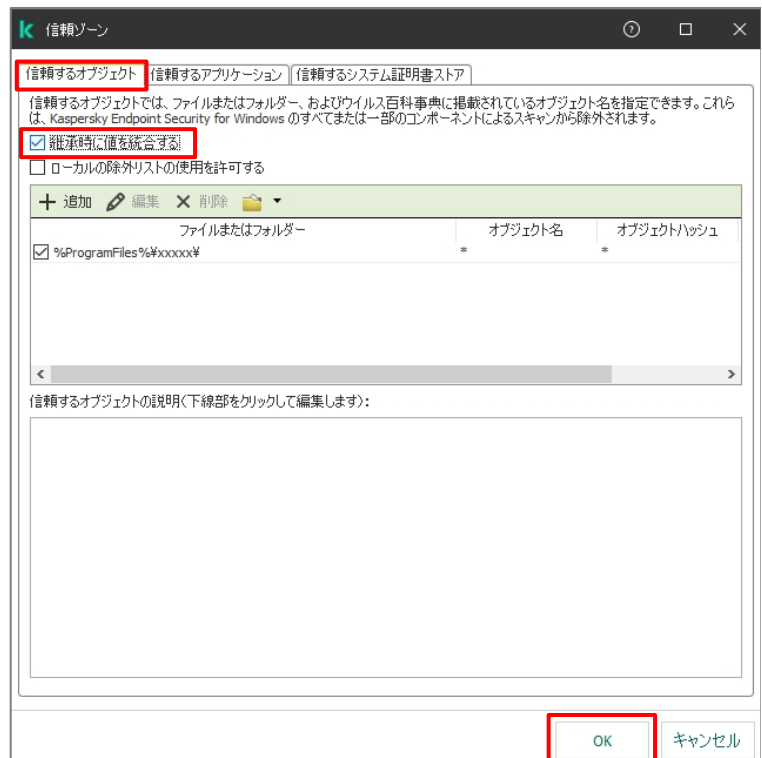 信頼ゾーン
信頼するオブジェクト 信頼するアプリケーション 信頼するシステム証明書ストア
信頼するオブジェクトでは、ファイルまたはフォルダー、およびウイルス百科事典に掲載されているオブジェクト名を指定できます。これら
は、Kaspersky Endpoint Security for Windows のすべてまたは一部のコンポーネントによるスキャンから除外されます。
継承時に値を統合する
ローカルの除外リストの使用を許可する
追加 編集 削除
ファイルまたはフォルダー オブジェクト名 オブジェクトハッシュ
%ProgramFiles%¥xxxxx¥ * *
信頼するオブジェクトの説明(下線部をクリックして編集します):
OK キャンセル